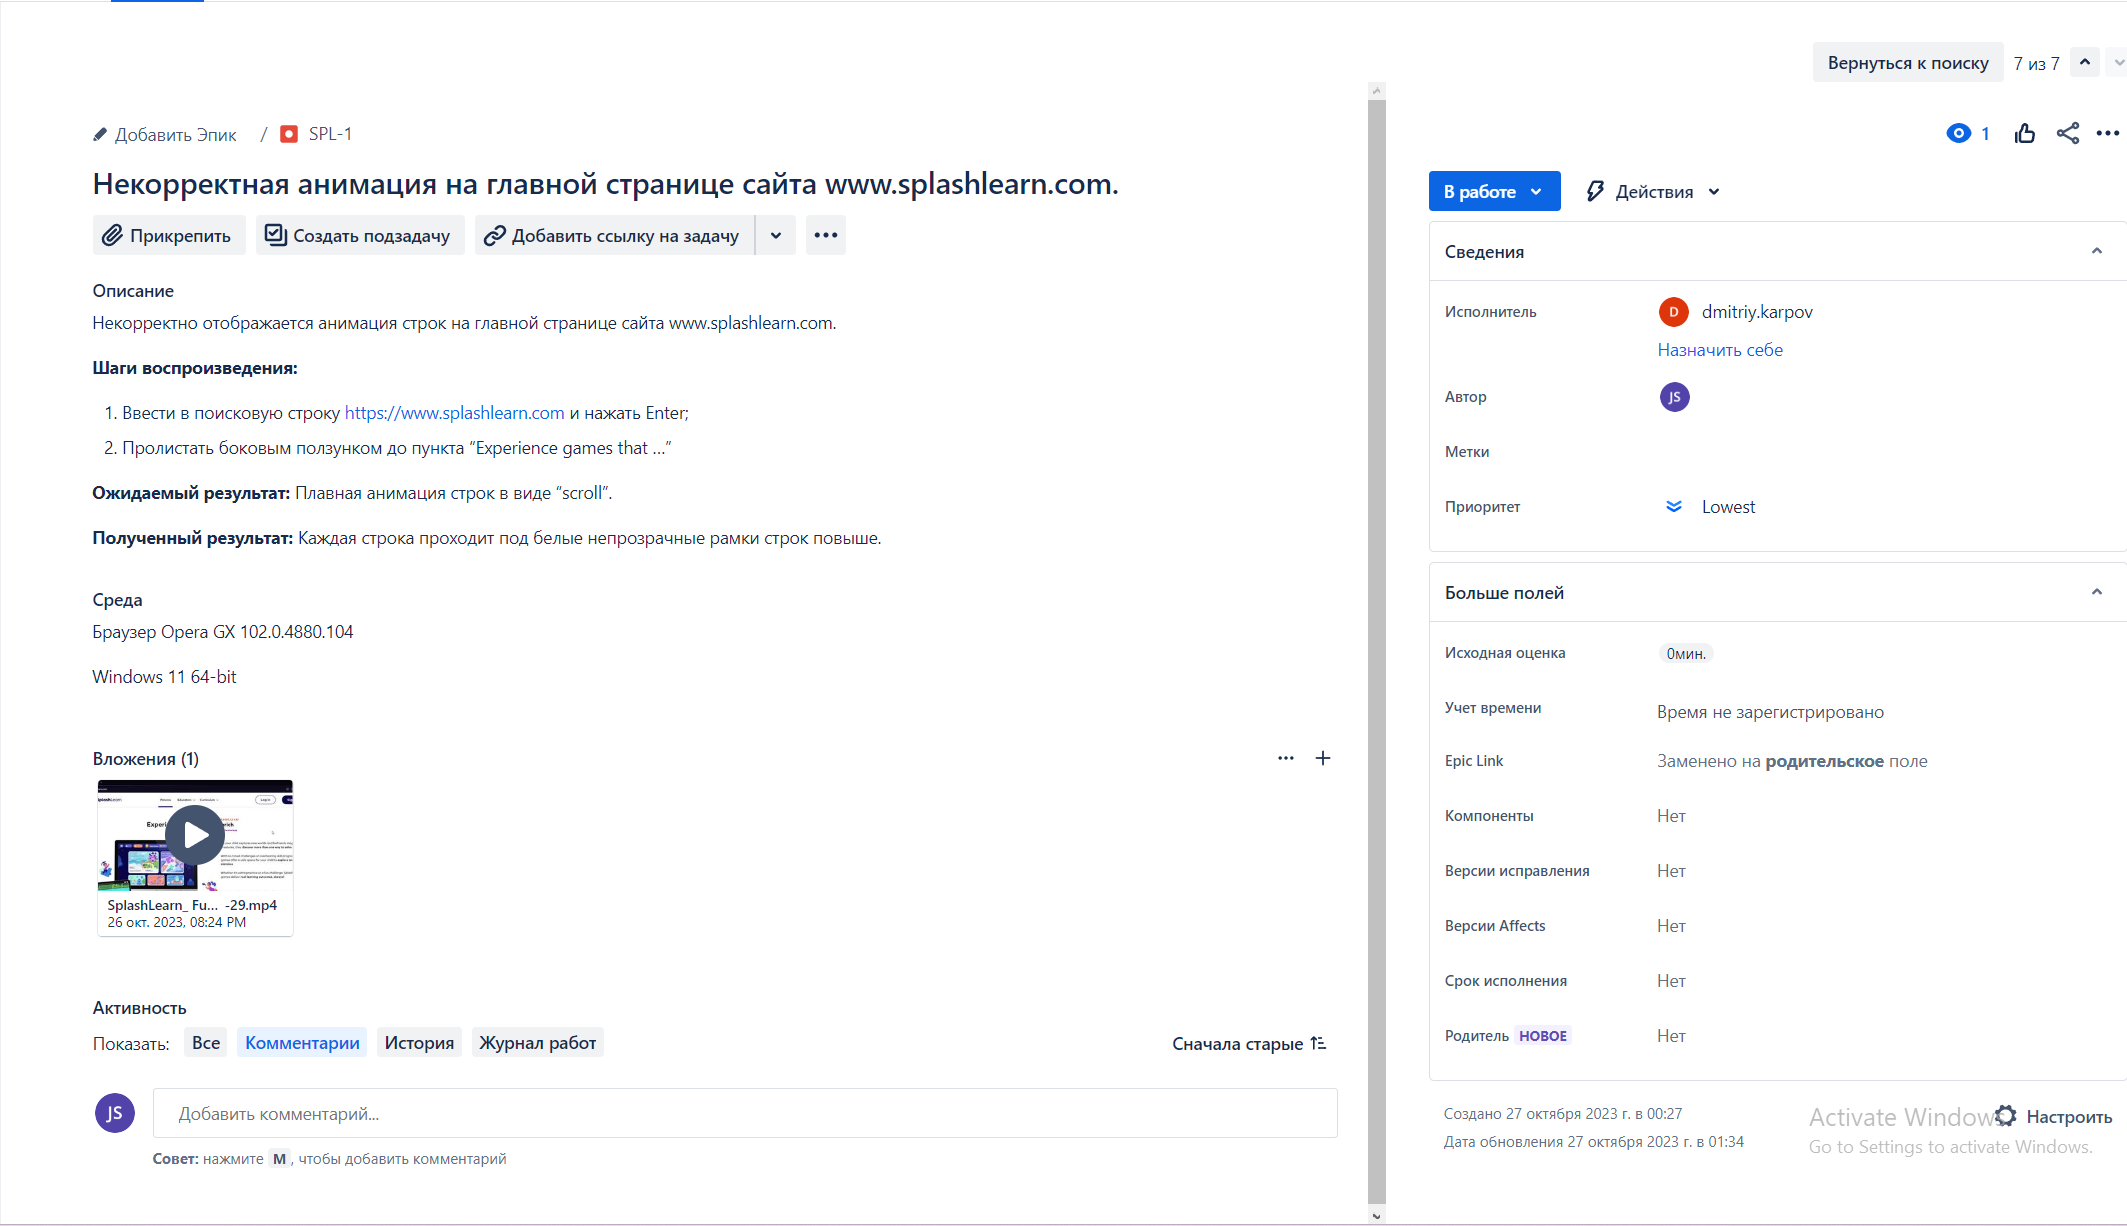 Вернуться к поиску 7 из 7
Добавить Эпик / SPL-1
1
Некорректная анимация на главной странице сайта www.splashlearn.com.
Прикрепить Создать подзадачу Добавить ссылку на задачу
Описание
Некорректно отображается анимация строк на главной странице сайта www.splashlearn.com.
Шаги воспроизведения:
1. Ввести в поисковую строку https://www.splashlearn.com и нажать Enter;
2. Пролистать боковым ползунком до пункта “Experience games that ...”
Ожидаемый результат: Плавная анимация строк в виде “scroll”.
Полученный результат: Каждая строка проходит под белые непрозрачные рамки строк повыше.
Среда
Браузер Opera GX 102.0.4880.104
Windows 11 64-bit
Вложения (1)
SplashLearn_ Fu... -29.mp4
26 окт. 2023, 08:24 PM
Активность
Показать: Все Комментарии История Журнал работ
Сначала старые
JS Добавить комментарий...
Совет: нажмите M , чтобы добавить комментарий
В работе Действия
Сведения
Исполнитель D dmitriy.karpov
Назначить себе
Автор JS
Метки
Приоритет Lowest
Больше полей
Исходная оценка 0мин.
Учет времени Время не зарегистрировано
Epic Link Заменено на родительское поле
Компоненты Нет
Версии исправления Нет
Версии Affects Нет
Срок исполнения Нет
Родитель НОВОЕ Нет
Создано 27 октября 2023 г. в 00:27
Дата обновления 27 октября 2023 г. в 01:34
Настроить
Activate Windows
Go to Settings to activate Windows.